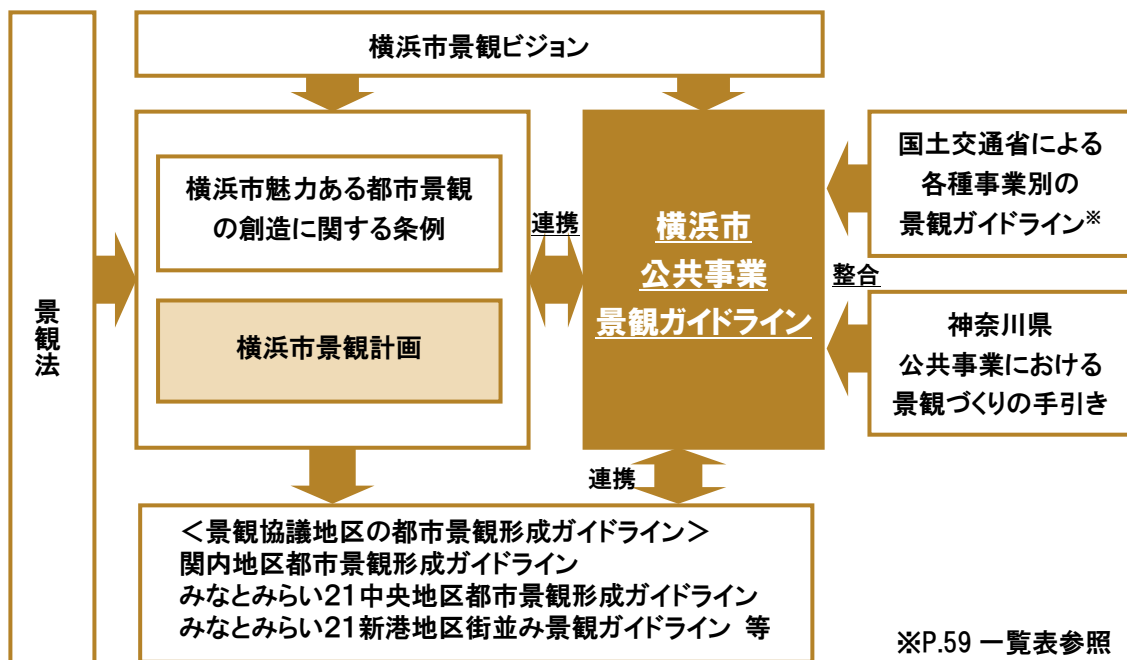 横浜市景観ビジョン
景観法
横浜市魅力ある都市景観
の創造に関する条例
横浜市景観計画
連携
横浜市
公共事業
景観ガイドライン
国土交通省による
各種事業別の
景観ガイドライン※
整合
神奈川県
公共事業における
景観づくりの手引き
連携
＜景観協議地区の都市景観形成ガイドライン＞
関内地区都市景観形成ガイドライン
みなとみらい21中央地区都市景観形成ガイドライン
みなとみらい21新港地区街並み景観ガイドライン 等
※P.59 一覧表参照